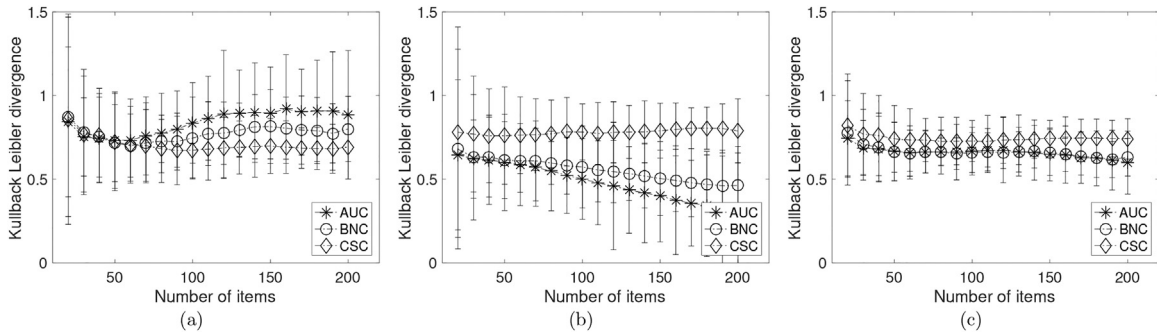 1.5
1
0.5
0
Kullback Leibler divergence
50
100
150
200
Number of items
AUC
BNC
CSC
(a)
1.5
1
0.5
0
Kullback Leibler divergence
50
100
150
200
Number of items
AUC
BNC
CSC
(b)
1.5
1
0.5
0
Kullback Leibler divergence
50
100
150
200
Number of items
AUC
BNC
CSC
(c)